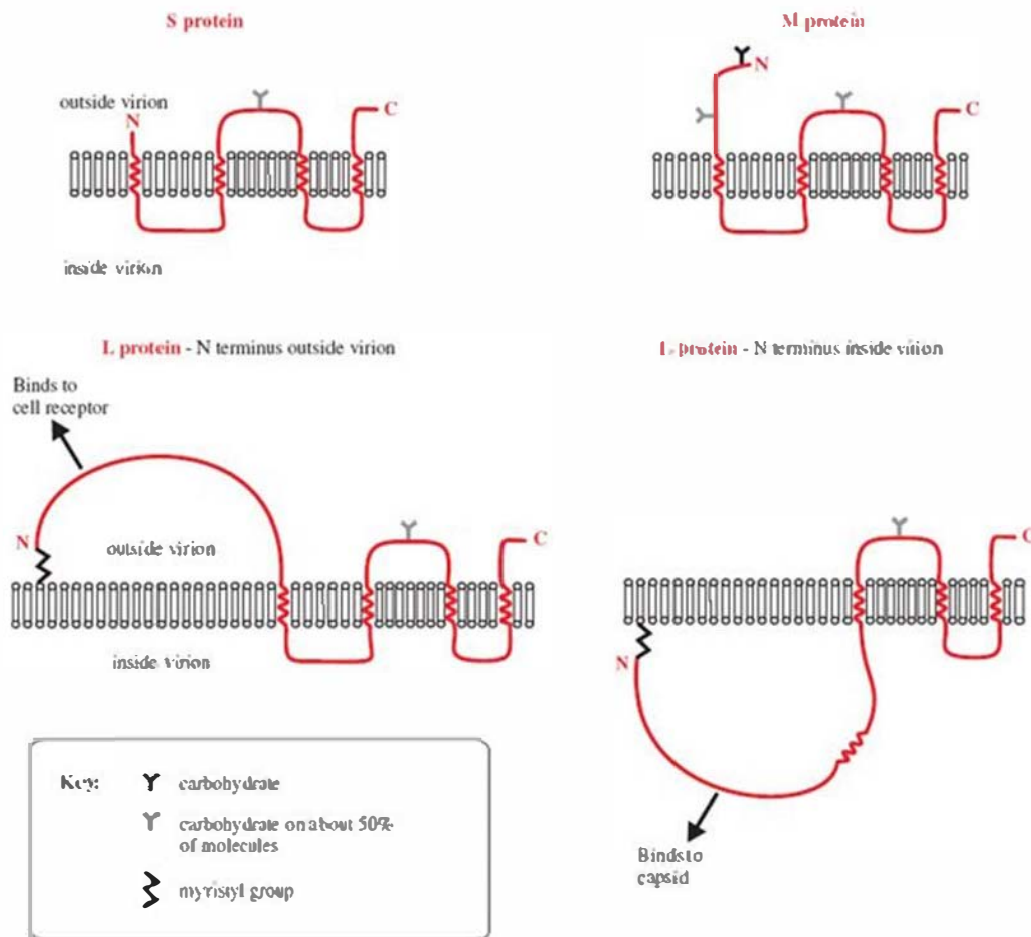 S protein
outside virion
N
C
inside virion
M protein
N
C
L protein - N terminus outside virion
Binds to
cell receptor
N
outside virion
C
inside virion
L protein - N terminus inside virion
C
N
Binds to
capsid
Key:
carbohydrate
carbohydrate on about 50%
of molecules
myristyl group